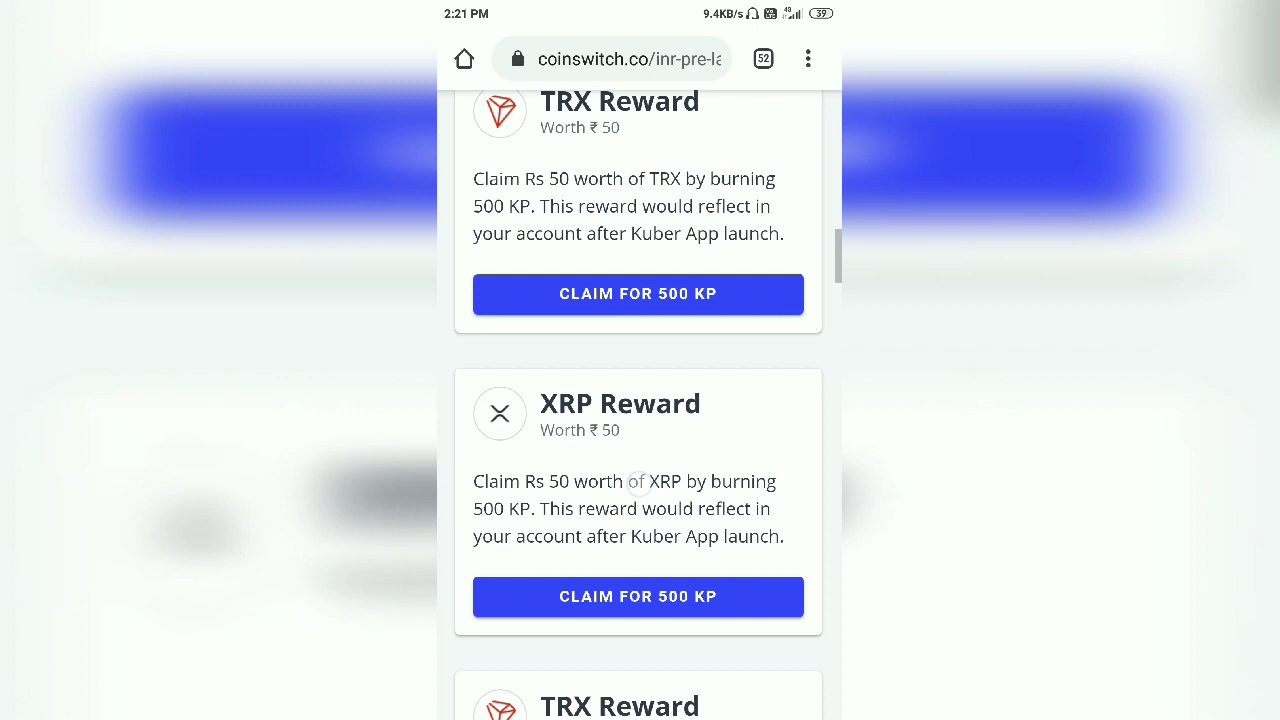 2:21 PM 9.4KB/s 4G 39
coinswitch.co/inr-pre-la 52
TRX Reward
Worth ₹ 50
Claim Rs 50 worth of TRX by burning
500 KP. This reward would reflect in
your account after Kuber App launch.
CLAIM FOR 500 KP
XRP Reward
Worth ₹ 50
Claim Rs 50 worth of XRP by burning
500 KP. This reward would reflect in
your account after Kuber App launch.
CLAIM FOR 500 KP
TRX Reward